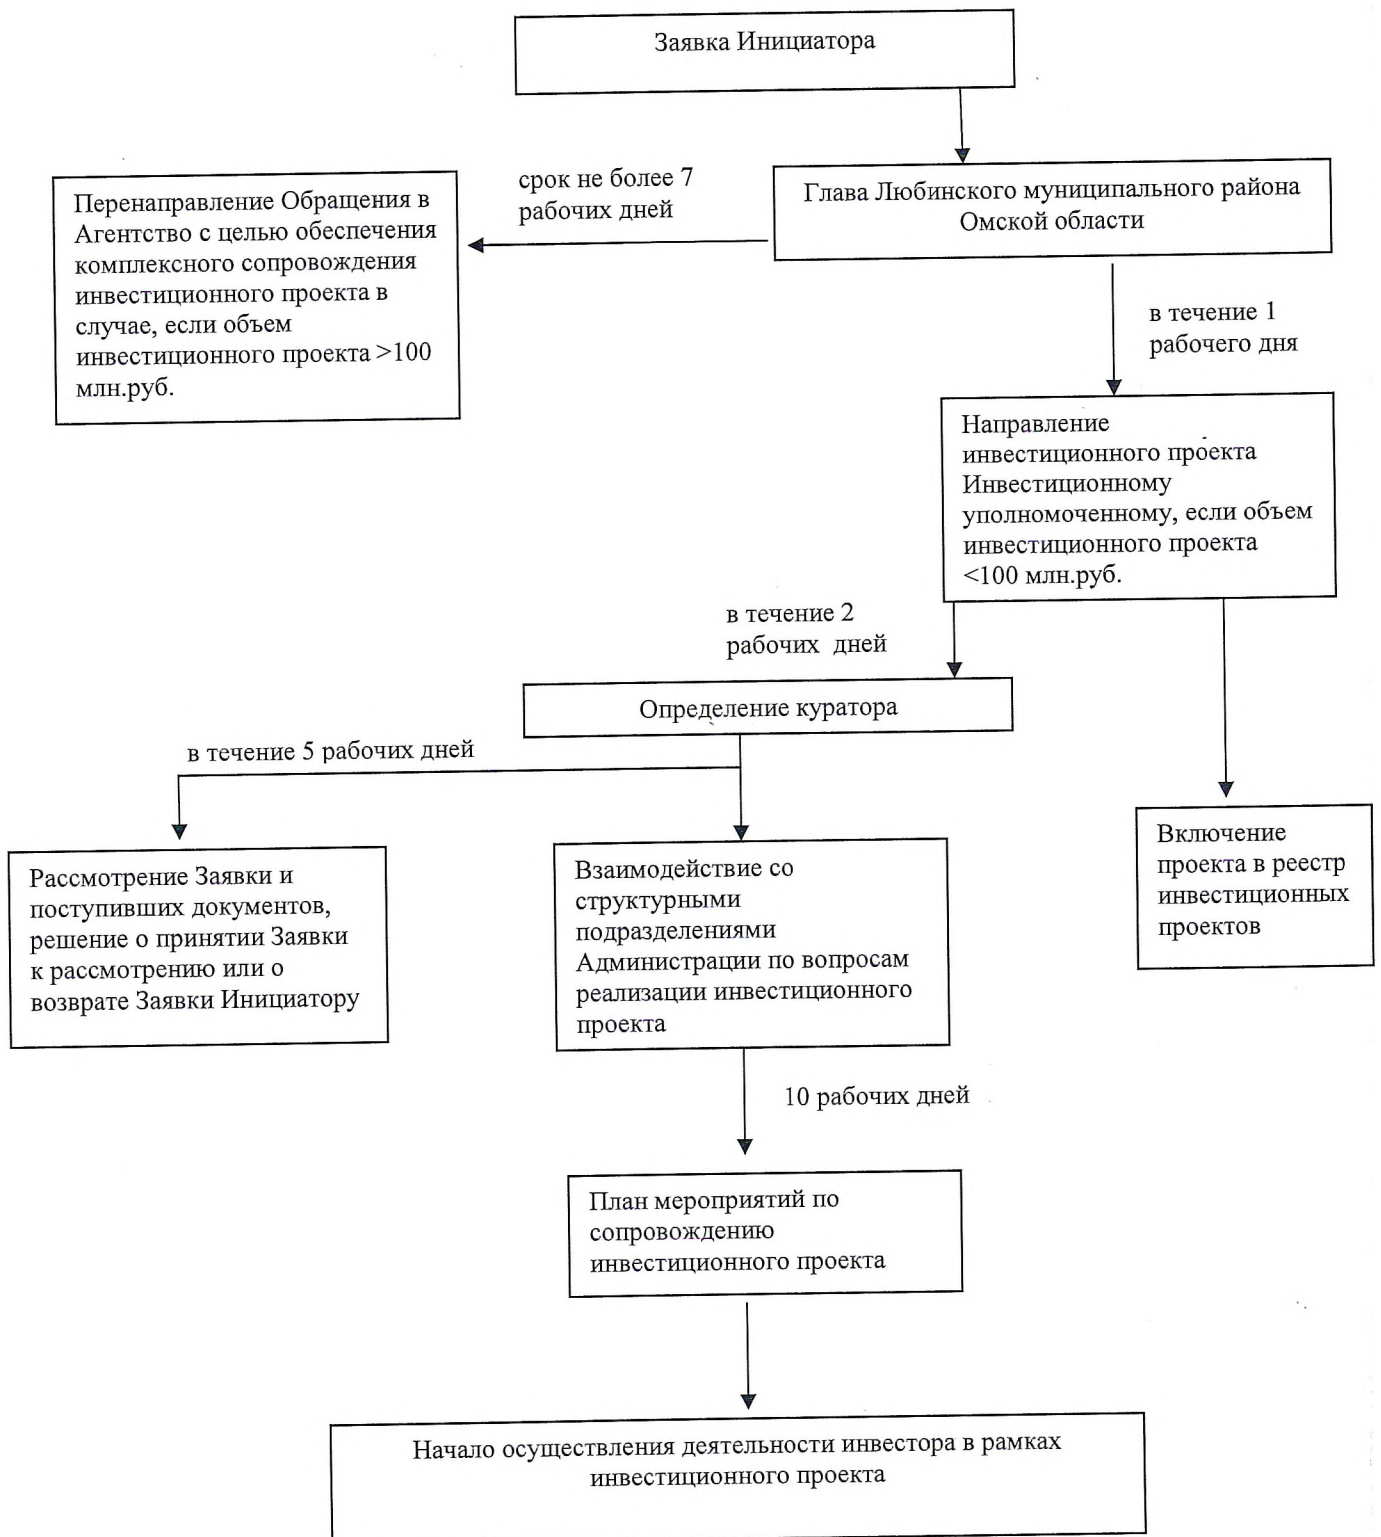 Заявка Инициатора
срок не более 7
рабочих дней
Глава Любинского муниципального района
Омской области
Перенаправление Обращения в
Агентство с целью обеспечения
комплексного сопровождения
инвестиционного проекта в
случае, если объем
инвестиционного проекта >100
млн.руб.
в течение 1
рабочего дня
Направление
инвестиционного проекта
Инвестиционному
уполномоченному, если объем
инвестиционного проекта
<100 млн.руб.
в течение 2
рабочих дней
Определение куратора
в течение 5 рабочих дней
Рассмотрение Заявки и
поступивших документов,
решение о принятии Заявки
к рассмотрению или о
возврате Заявки Инициатору
Взаимодействие со
структурными
подразделениями
Администрации по вопросам
реализации инвестиционного
проекта
Включение
проекта в реестр
инвестиционных
проектов
10 рабочих дней
План мероприятий по
сопровождению
инвестиционного проекта
Начало осуществления деятельности инвестора в рамках
инвестиционного проекта